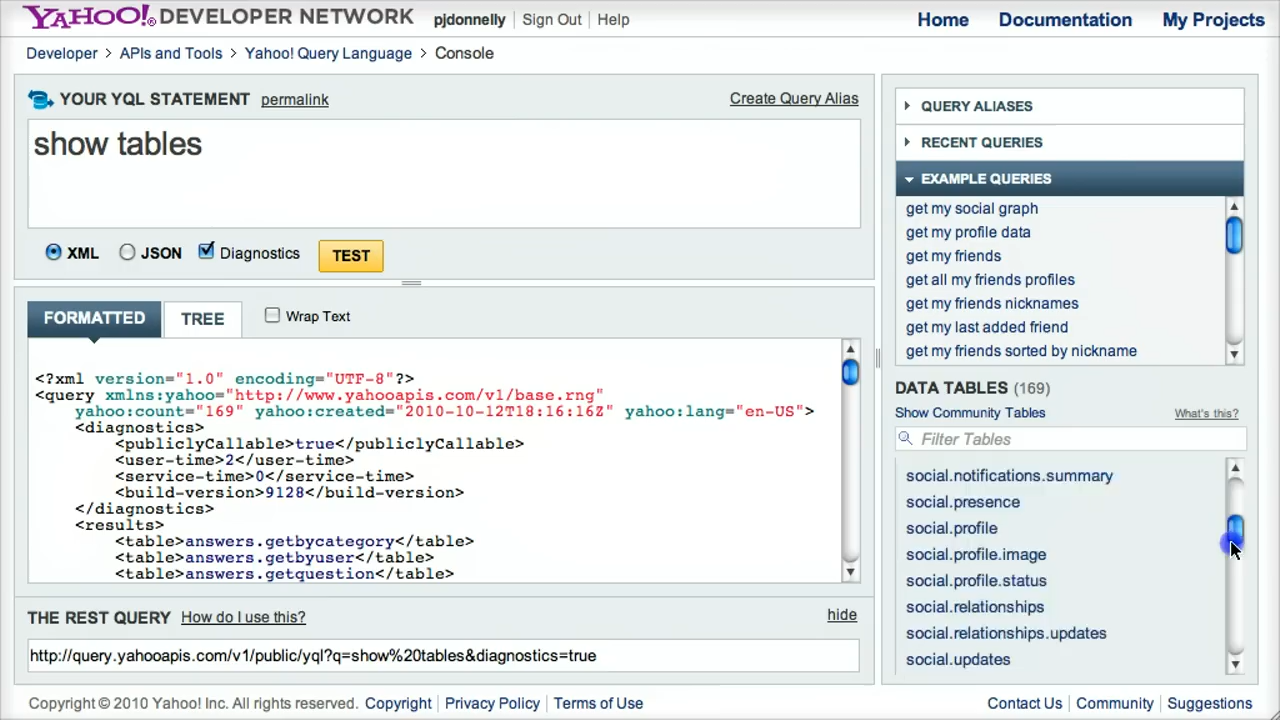 YAHOO! DEVELOPER NETWORK pjdonnelly Sign Out Help Home Documentation My Projects
Developer > APIs and Tools > Yahoo! Query Language > Console
YOUR YQL STATEMENT permalink Create Query Alias
show tables
XML JSON Diagnostics TEST
FORMATTED TREE Wrap Text
<?xml version="1.0" encoding="UTF-8"?>
<query xmlns:yahoo="http://www.yahooapis.com/v1/base.rng"
yahoo:count="169" yahoo:created="2010-10-12T18:16:16Z" yahoo:lang="en-US">
<diagnostics>
<publiclyCallable>true</publiclyCallable>
<user-time>2</user-time>
<service-time>0</service-time>
<build-version>9128</build-version>
</diagnostics>
<results>
<table>answers.getbycategory</table>
<table>answers.getbyuser</table>
<table>answers.getquestion</table>
THE REST QUERY How do I use this? hide
http://query.yahooapis.com/v1/public/yql?q=show%20tables&diagnostics=true
QUERY ALIASES
RECENT QUERIES
EXAMPLE QUERIES
get my social graph
get my profile data
get my friends
get all my friends profiles
get my friends nicknames
get my last added friend
get my friends sorted by nickname
DATA TABLES (169)
Show Community Tables What's this?
Filter Tables
social.notifications.summary
social.presence
social.profile
social.profile.image
social.profile.status
social.relationships
social.relationships.updates
social.updates
Copyright © 2010 Yahoo! Inc. All rights reserved. Copyright | Privacy Policy | Terms of Use Contact Us | Community | Suggestions